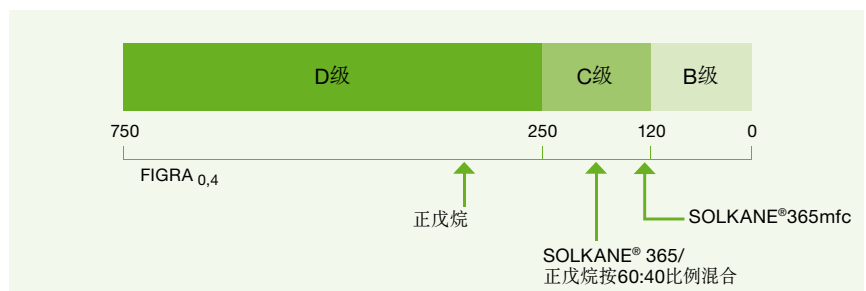 D级
C级
B级
750
250
120
0
FIGRA 0,4
正戊烷
SOLKANE®365mfc
SOLKANE® 365/
正戊烷按60:40比例混合